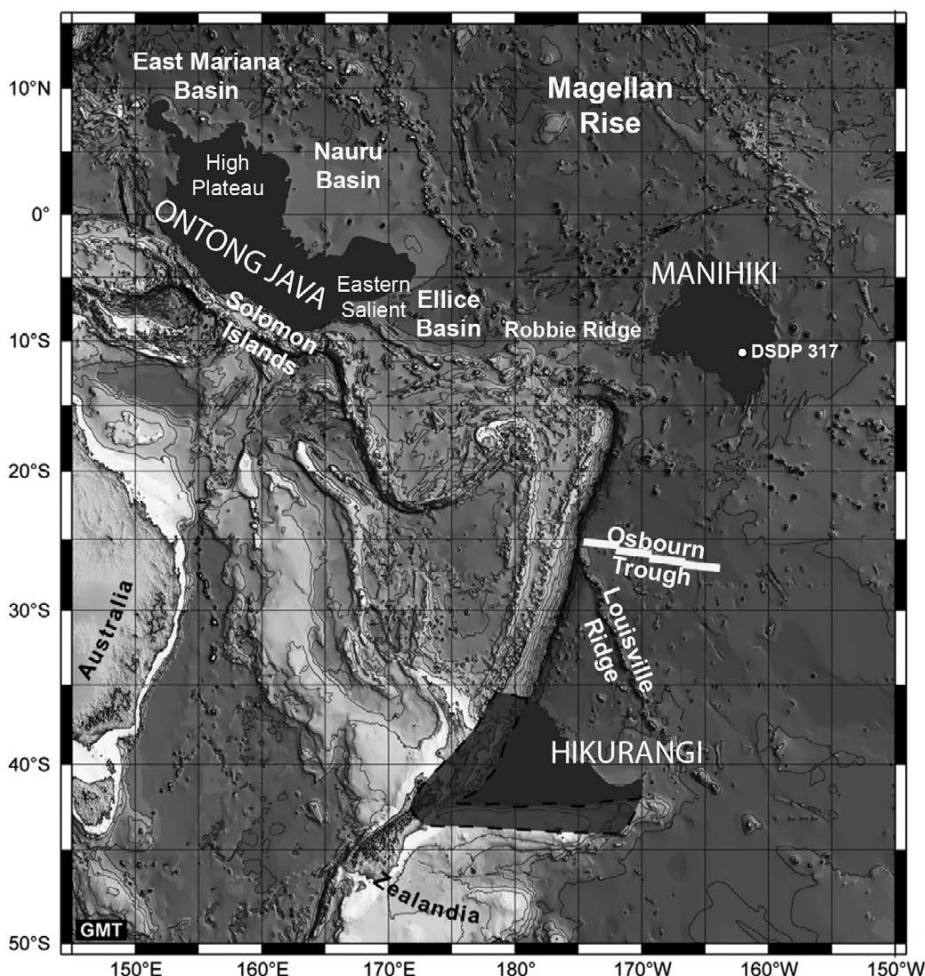 East Mariana
Basin
10°N
Magellan
Rise
High
Plateau
Nauru
Basin
0°
ONTONG JAVA
MANIHIKI
Eastern
Salient
Ellice
Basin
Solomon
Islands
Robbie Ridge
10°S
DSDP 317
20°S
Osbourn
Trough
30°S
Australia
Louisville
Ridge
HIKURANGI
40°S
Zealandia
GMT
50°S
150°E
160°E
170°E
180°
170°W
160°W
150°W